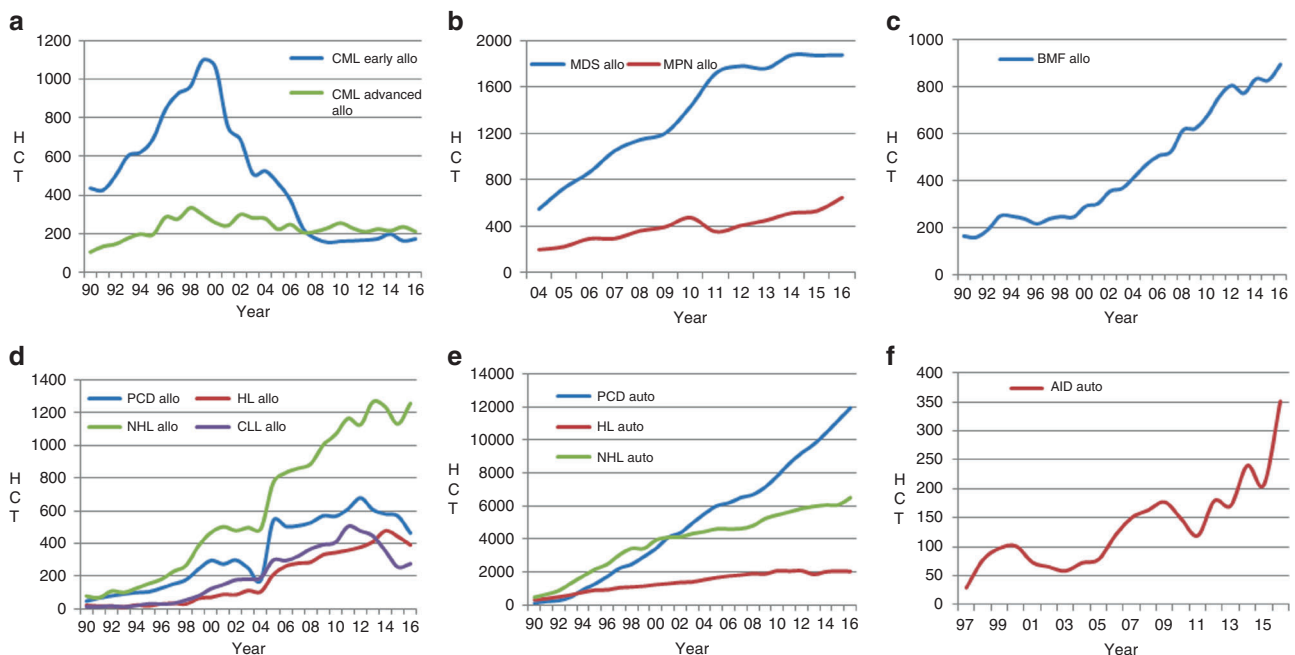 a
1200
1000
800
600
400
200
0
H
C
T
CML early allo
CML advanced
allo
90 92 94 96 98 00 02 04 06 08 10 12 14 16
Year
b
2000
1600
1200
800
400
0
H
C
T
MDS allo MPN allo
04 05 06 07 08 09 10 11 12 13 14 15 16
Year
c
1000
800
600
400
200
0
H
C
T
BMF allo
90 92 94 96 98 00 02 04 06 08 10 12 14 16
Year
d
1400
1200
1000
800
600
400
200
0
H
C
T
PCD allo HL allo
NHL allo CLL allo
90 92 94 96 98 00 02 04 06 08 10 12 14 16
Year
e
14000
12000
10000
8000
6000
4000
2000
0
H
C
T
PCD auto
HL auto
NHL auto
90 92 94 96 98 00 02 04 06 08 10 12 14 16
Year
f
400
350
300
250
200
150
100
50
0
H
C
T
AID auto
97 99 01 03 05 07 09 11 13 15
Year